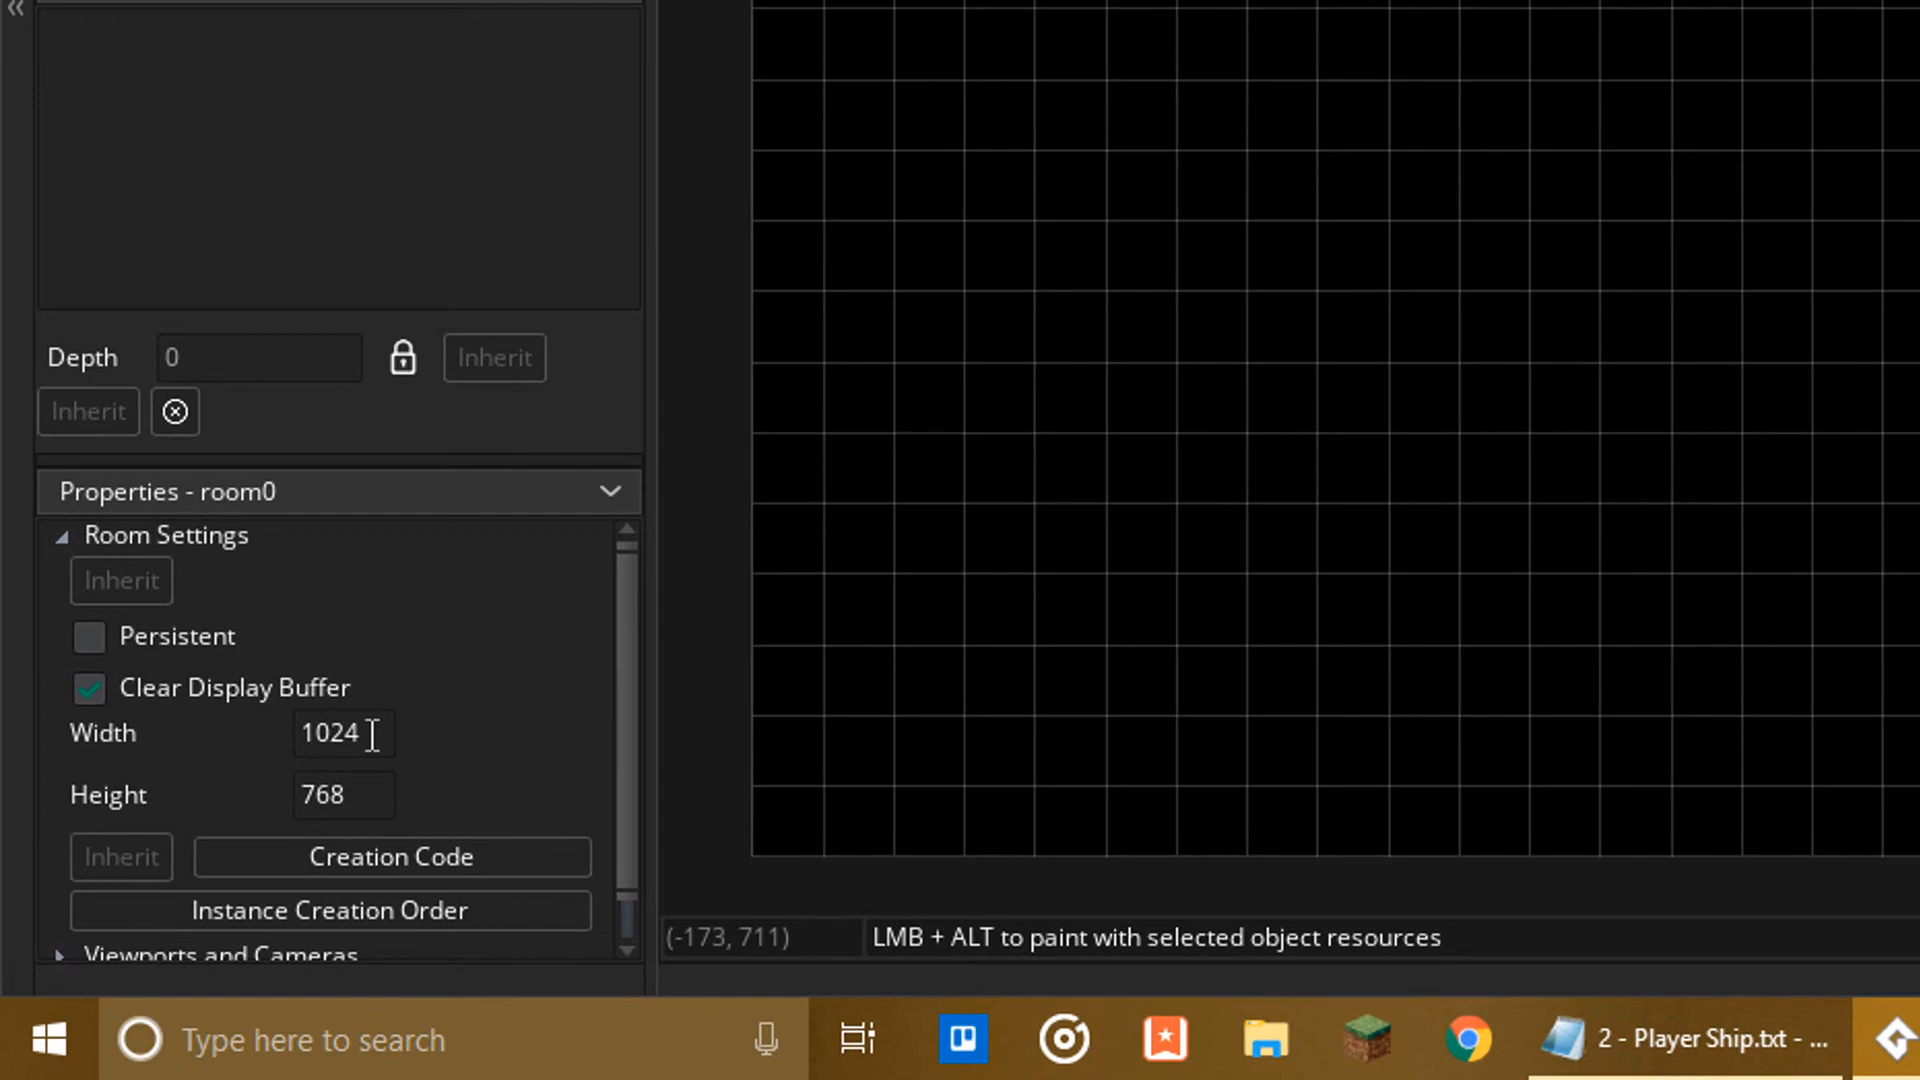 «
Depth 0 Inherit
Inherit
Properties - room0
Room Settings
Inherit
Persistent
Clear Display Buffer
Width 1024
Height 768
Inherit Creation Code
Instance Creation Order
Viewports and Cameras
(-173, 711) LMB + ALT to paint with selected object resources
Type here to search
2 - Player Ship.txt - ...